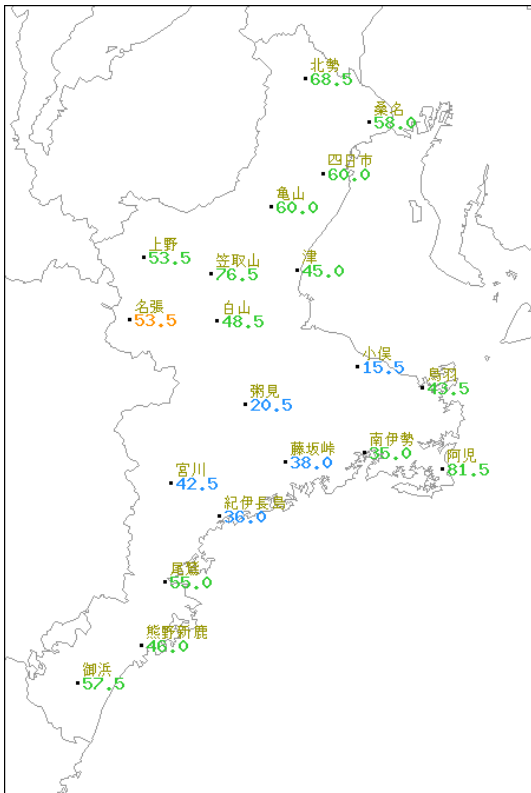 北勢
68.5
桑名
58.0
四日市
60.0
亀山
60.0
上野
53.5
笠取山
76.5
津
45.0
名張
53.5
白山
48.5
小俣
15.5
鳥羽
43.5
粥見
20.5
藤坂峠
38.0
南伊勢
35.0
阿児
81.5
宮川
42.5
紀伊長島
36.0
尾鷲
55.0
熊野新鹿
46.0
御浜
57.5